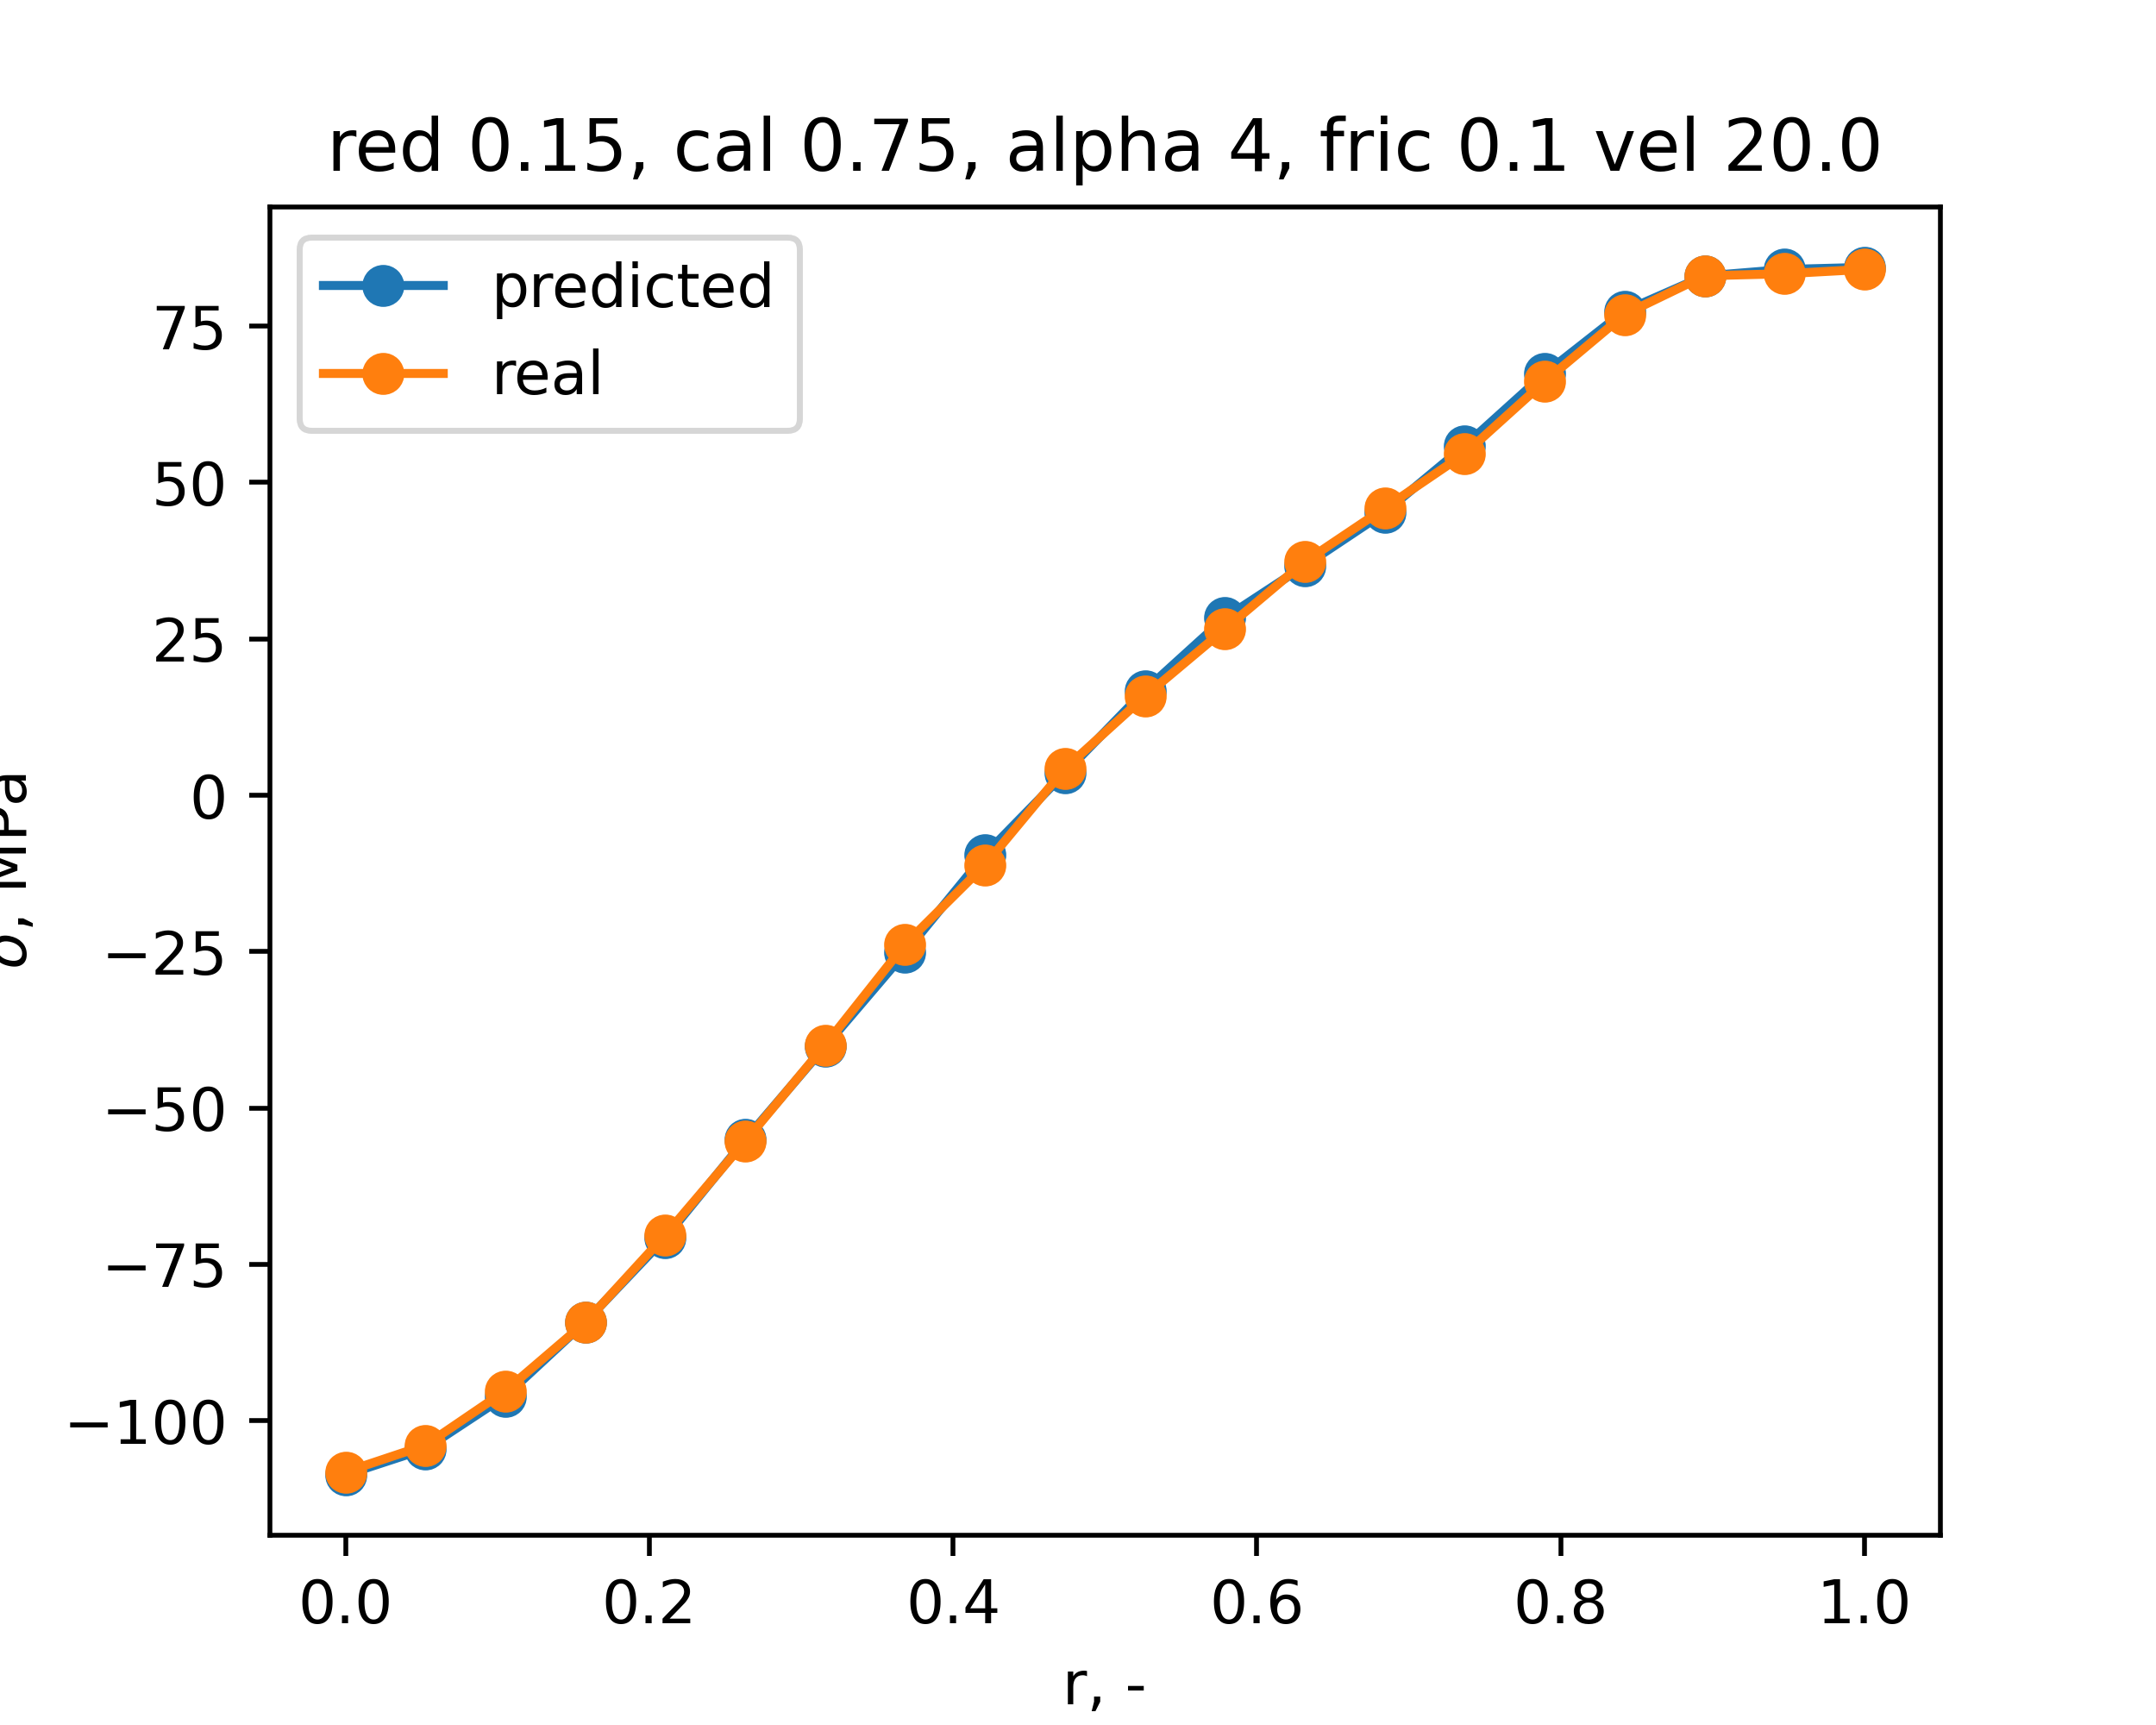 red 0.15, cal 0.75, alpha 4, fric 0.1 vel 20.0
predicted
real
75
50
25
0
−25
−50
−75
−100
σ, MPa
0.0 0.2 0.4 0.6 0.8 1.0
r, -